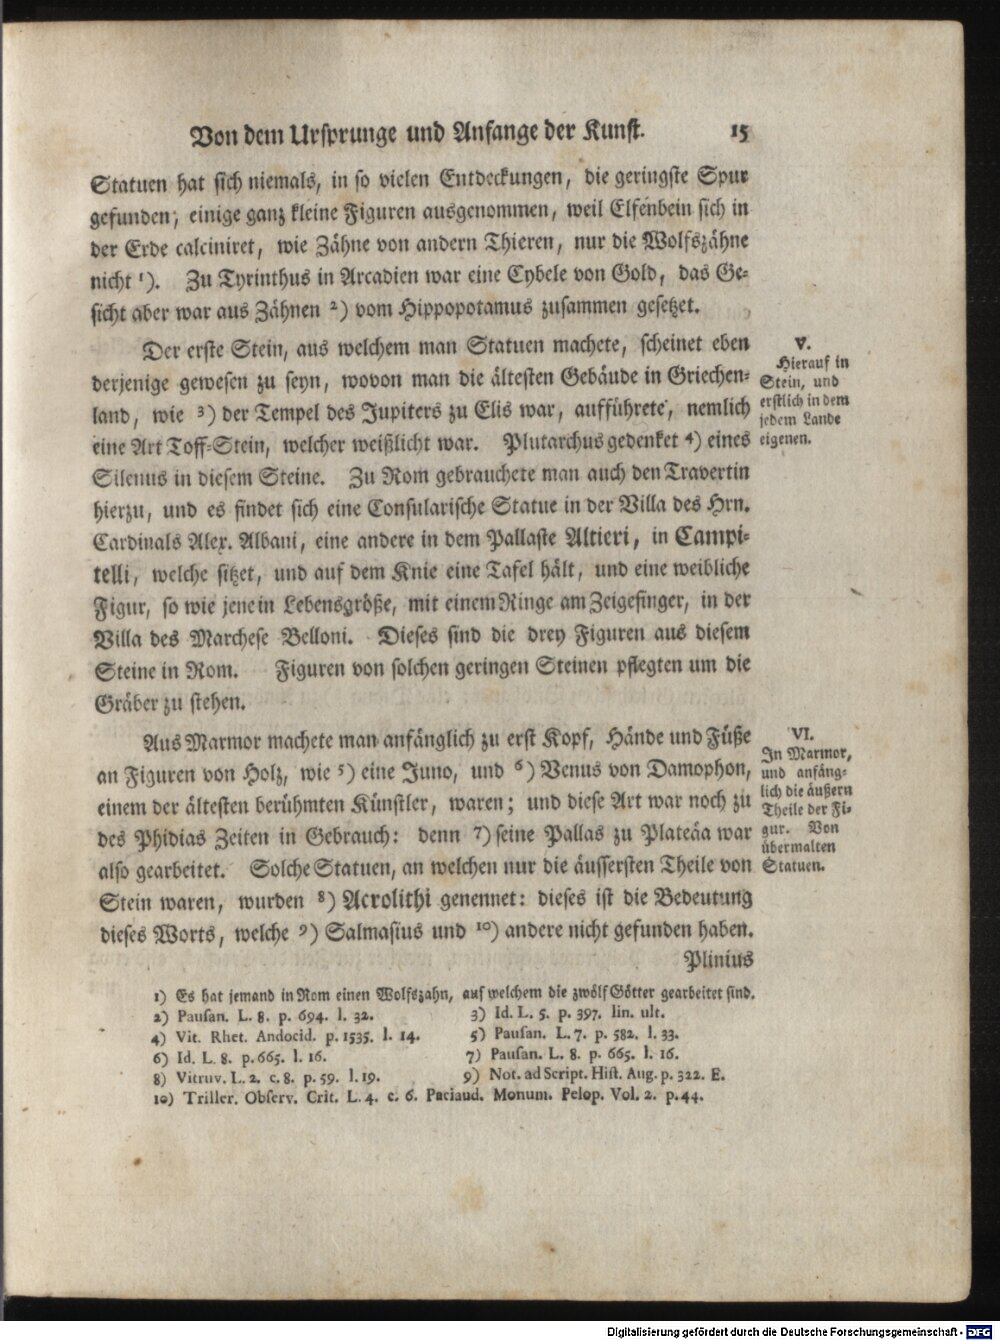 Von dem Ursprunge und Anfange der Kunst. 15
Statuen hat sich niemals, in so vielen Entdeckungen, die geringste Spur
gefunden, einige ganz kleine Figuren ausgenommen, weil Elfenbein sich in
der Erde calciniret, wie Zähne von andern Thieren, nur die Wolfszähne
nicht 1). Zu Tyrinthus in Arcadien war eine Cybele von Gold, das Ge-
sicht aber war aus Zähnen 2) vom Hippopotamus zusammen gesetzet.
Der erste Stein, aus welchem man Statuen machete, scheinet eben
derjenige gewesen zu seyn, wovon man die ältesten Gebäude in Griechen-
land, wie 3) der Tempel des Jupiters zu Elis war, aufführete, nemlich
eine Art Toff-Stein, welcher weißlicht war. Plutarchus gedenket 4) eines
Silenus in diesem Steine. Zu Rom gebrauchete man auch den Travertin
hierzu, und es findet sich eine Consularische Statue in der Villa des Hrn.
Cardinals Alex. Albani, eine andere in dem Pallaste Altieri, in Campi-
telli, welche sitzet, und auf dem Knie eine Tafel hält, und eine weibliche
Figur, so wie jene in Lebensgröße, mit einem Ringe am Zeigefinger, in der
Villa des Marchese Belloni. Dieses sind die drey Figuren aus diesem
Steine in Rom. Figuren von solchen geringen Steinen pflegten um die
Gräber zu stehen.
V.
Hierauf in
Stein, und
erstlich in dem
jedem Lande
eigenen.
Aus Marmor machete man anfänglich zu erst Kopf, Hände und Füße
an Figuren von Holz, wie 5) eine Juno, und 6) Venus von Damophon,
einem der ältesten berühmten Künstler, waren; und diese Art war noch zu
des Phidias Zeiten in Gebrauch: denn 7) seine Pallas zu Plateäa war
also gearbeitet. Solche Statuen, an welchen nur die äussersten Theile von
Stein waren, wurden 8) Acrolithi genennet: dieses ist die Bedeutung
dieses Worts, welche 9) Salmasius und 10) andere nicht gefunden haben.
Plinius
VI.
In Marmor,
und anfäng-
lich die äußern
Theile der Fi-
gur. Von
übermalten
Statuen.
1) Es hat jemand in Rom einen Wolfszahn, auf welchem die zwölf Götter gearbeitet sind.
2) Pausan. L. 8. p. 694. l. 32. 3) Id. L. 5. p. 397. lin. ult.
4) Vit. Rhet. Andocid. p. 1535. l. 14. 5) Pausan. L. 7. p. 582. l. 33.
6) Id. L. 8. p. 665. l. 16. 7) Pausan. L. 8. p. 665. l. 16.
8) Vitruv. L. 2. c. 8. p. 59. l. 19. 9) Not. ad Script. Hist. Aug. p. 322. E.
10) Triller. Observ. Crit. L. 4. c. 6. Paciaud. Monum. Pelop. Vol. 2. p. 44.
Digitalisierung gefördert durch die Deutsche Forschungsgemeinschaft - DFG